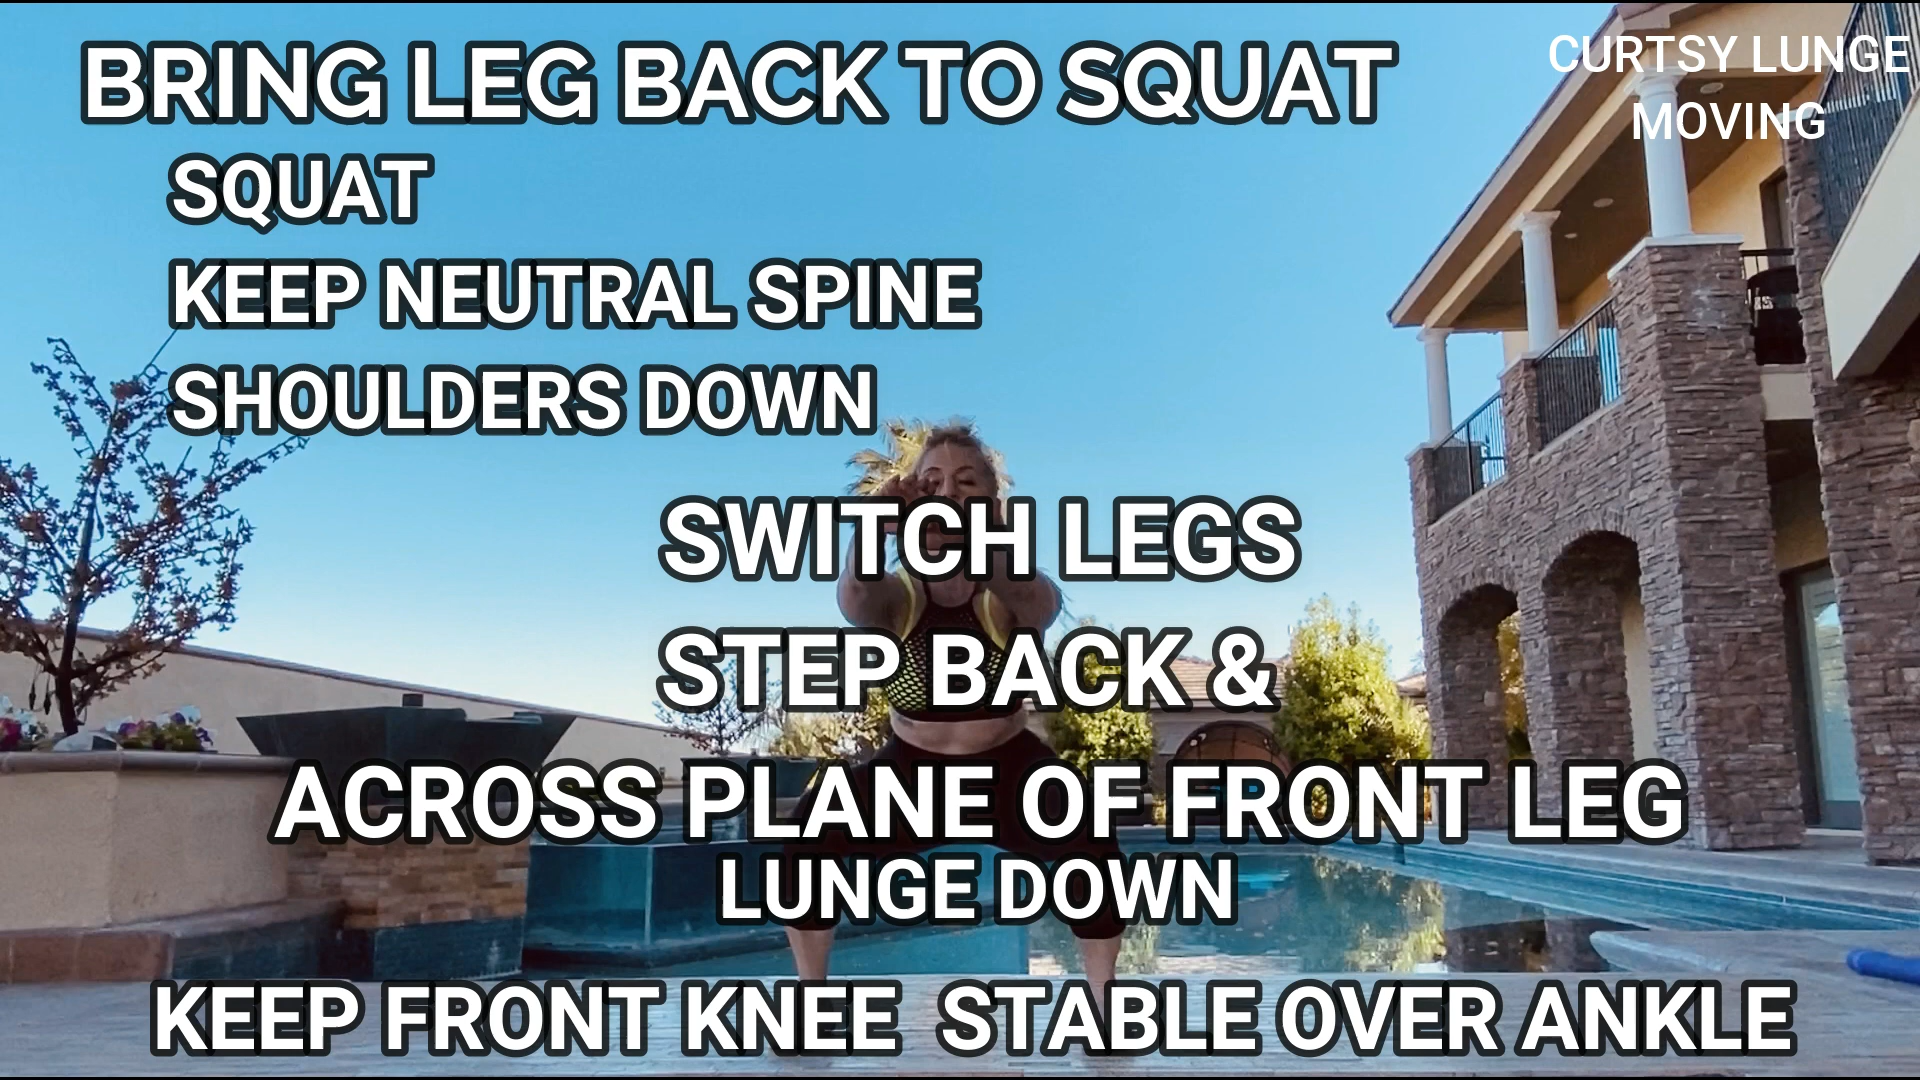 BRING LEG BACK TO SQUAT
CURTSY LUNGE
MOVING
SQUAT
KEEP NEUTRAL SPINE
SHOULDERS DOWN
SWITCH LEGS
STEP BACK &
ACROSS PLANE OF FRONT LEG
LUNGE DOWN
KEEP FRONT KNEE STABLE OVER ANKLE